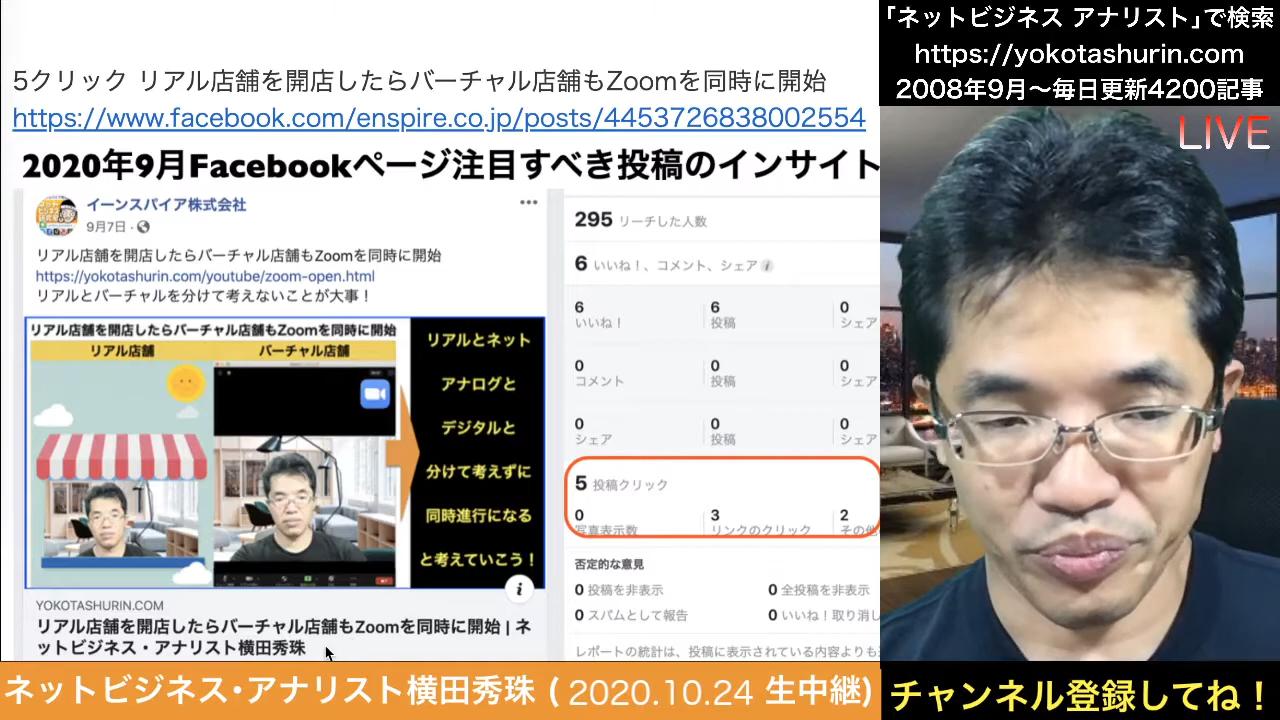 「ネットビジネス アナリスト」で検索
https://yokotashurin.com
2008年9月〜毎日更新4200記事
LIVE
5クリック リアル店舗を開店したらバーチャル店舗もZoomを同時に開始
https://www.facebook.com/enspire.co.jp/posts/4453726838002554
2020年9月Facebookページ注目すべき投稿のインサイト
イーンスパイア株式会社
9月7日・
リアル店舗を開店したらバーチャル店舗もZoomを同時に開始
https://yokotashurin.com/youtube/zoom-open.html
リアルとバーチャルを分けて考えないことが大事！
リアル店舗を開店したらバーチャル店舗もZoomを同時に開始
リアル店舗
バーチャル店舗
リアルとネット
アナログと
デジタルと
分けて考えずに
同時進行になる
と考えていこう！
YOKOTASHURIN.COM
リアル店舗を開店したらバーチャル店舗もZoomを同時に開始 | ネ
ットビジネス・アナリスト横田秀珠
295 リーチした人数
6 いいね！、コメント、シェア
6 6 0
いいね！ 投稿 シェア
0 0 0
コメント 投稿 シェア
0 0 0
シェア 投稿 シェア
5 投稿クリック
0 3 2
写真表示数 リンクのクリック その他
否定的な意見
0 投稿を非表示 0 全投稿を非表示
0 スパムとして報告 0 いいね！取り消し
レポートの統計は、投稿に表示されている内容よりも
ネットビジネス・アナリスト横田秀珠 ( 2020.10.24 生中継)
チャンネル登録してね！